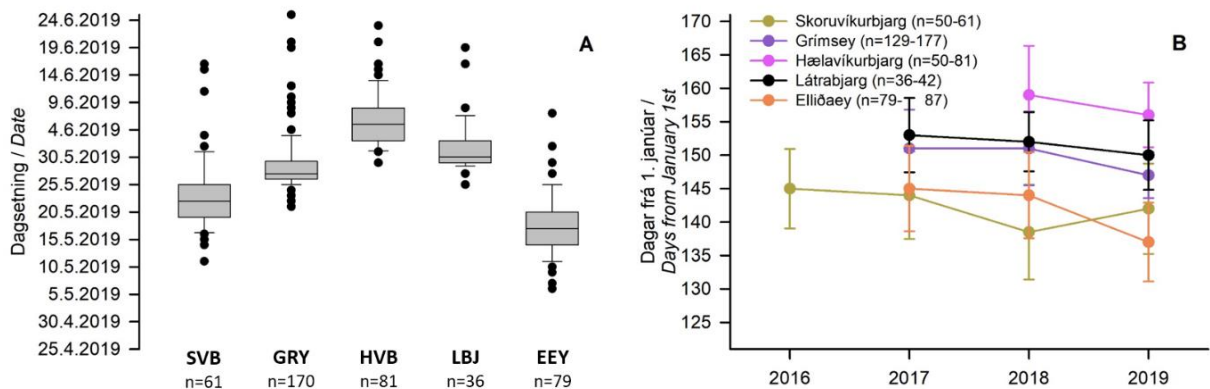 24.6.2019
19.6.2019
14.6.2019
9.6.2019
4.6.2019
30.5.2019
25.5.2019
20.5.2019
15.5.2019
10.5.2019
5.5.2019
30.4.2019
25.4.2019
Dagsetning / Date
A
SVB GRY HVB LBJ EEY
n=61 n=170 n=81 n=36 n=79
170
165
160
155
150
145
140
135
130
125
Dagar frá 1. janúar /
Days from January 1st
Skoruvíkurbjarg (n=50-61)
Grímsey (n=129-177)
Hælavíkurbjarg (n=50-81)
Látrabjarg (n=36-42)
Elliðaey (n=79- 87)
B
2016 2017 2018 2019